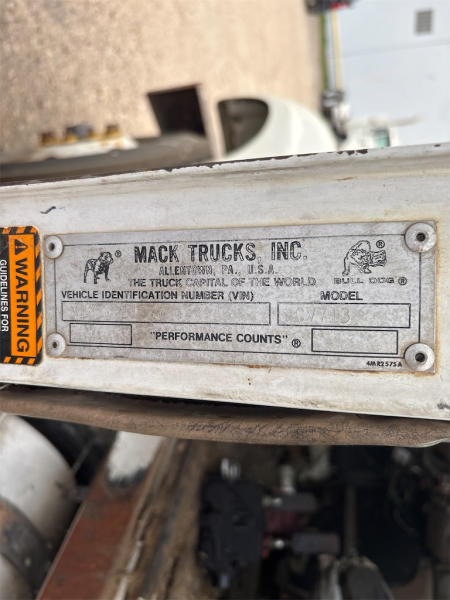 MACK TRUCKS, INC.
ALLENTOWN, PA., U.S.A.
THE TRUCK CAPITAL OF THE WORLD
BULL DOG ®
VEHICLE IDENTIFICATION NUMBER (VIN)
MODEL
"PERFORMANCE COUNTS" ®
4MR2575A
WARNING
GUIDELINES FOR